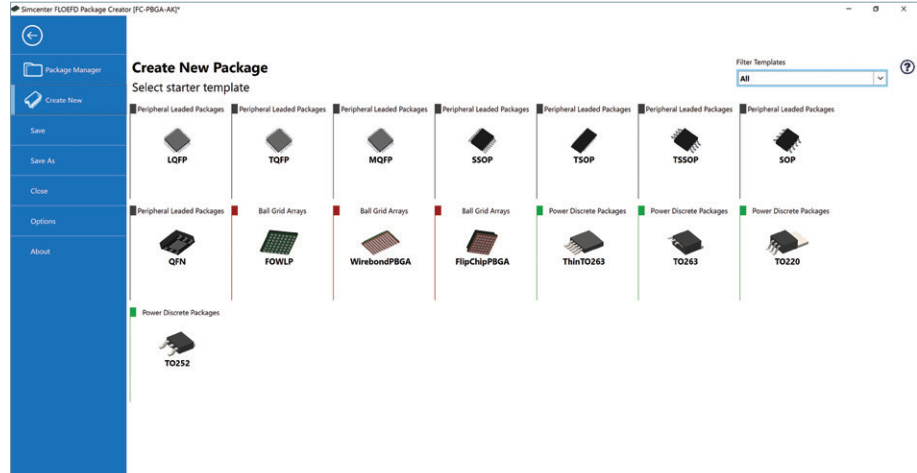 Simcenter FLOEFD Package Creator [FC-PBGA-AK]*
Package Manager
Create New
Save
Save As
Close
Options
About
Create New Package
Select starter template
Filter Templates
All
Peripheral Leaded Packages
LQFP
Peripheral Leaded Packages
TQFP
Peripheral Leaded Packages
MQFP
Peripheral Leaded Packages
SSOP
Peripheral Leaded Packages
TSOP
Peripheral Leaded Packages
TSSOP
Peripheral Leaded Packages
SOP
Peripheral Leaded Packages
QFN
Ball Grid Arrays
FOWLP
Ball Grid Arrays
WirebondPBGA
Ball Grid Arrays
FlipChipPBGA
Power Discrete Packages
ThinTO263
Power Discrete Packages
TO263
Power Discrete Packages
TO220
Power Discrete Packages
TO252